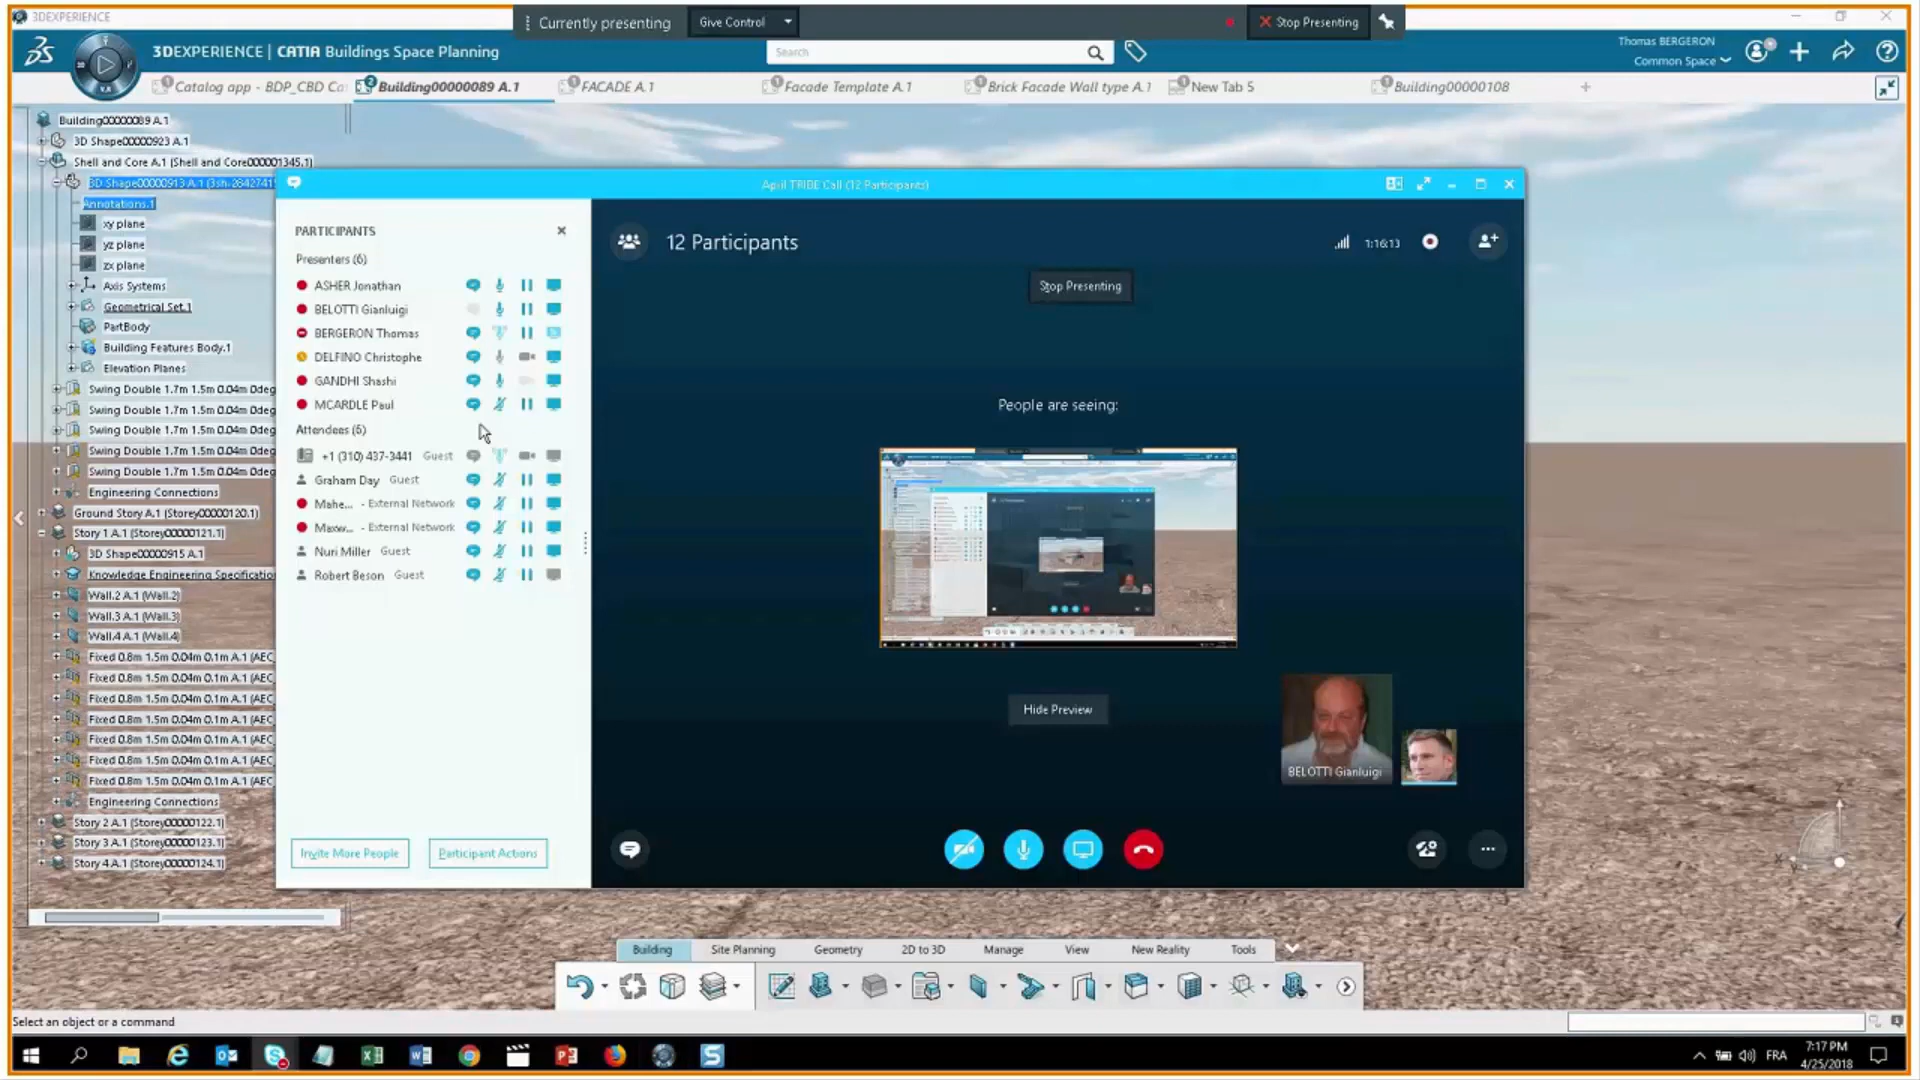 3DEXPERIENCE
Currently presenting
Give Control
Stop Presenting
3DEXPERIENCE | CATIA Buildings Space Planning
Search
Thomas BERGERON
Common Space
Catalog app - BDP_CBD Ca
Building00000089 A.1
FACADE A.1
Facade Template A.1
Brick Facade Wall type A.1
New Tab 5
Building00000108
Building00000089 A.1
3D Shape00000923 A.1
Shell and Core A.1 (Shell and Core00001345.1)
3D Shape00000913 A.1 (3sh-2842741
Annotations.1
xy plane
yz plane
zx plane
Axis Systems
Geometrical Set.1
PartBody
Building Features Body.1
Elevation Planes
Swing Double 1.7m 1.5m 0.04m 0deg
Swing Double 1.7m 1.5m 0.04m 0deg
Swing Double 1.7m 1.5m 0.04m 0deg
Swing Double 1.7m 1.5m 0.04m 0deg
Swing Double 1.7m 1.5m 0.04m 0deg
Engineering Connections
Ground Story A.1 (Storey00000120.1)
Story 1 A.1 (Storey00000121.1)
3D Shape00000915 A.1
Knowledge Engineering Specificatio
Wall.2 A.1 (Wall.2)
Wall.3 A.1 (Wall.3)
Wall.4 A.1 (Wall.4)
Fixed 0.8m 1.5m 0.04m 0.1m A.1 (AEC
Fixed 0.8m 1.5m 0.04m 0.1m A.1 (AEC
Fixed 0.8m 1.5m 0.04m 0.1m A.1 (AEC
Fixed 0.8m 1.5m 0.04m 0.1m A.1 (AEC
Fixed 0.8m 1.5m 0.04m 0.1m A.1 (AEC
Fixed 0.8m 1.5m 0.04m 0.1m A.1 (AEC
Fixed 0.8m 1.5m 0.04m 0.1m A.1 (AEC
Engineering Connections
Story 2 A.1 (Storey00000122.1)
Story 3 A.1 (Storey00000123.1)
Story 4 A.1 (Storey00000124.1)
April TRIBE Call (12 Participants)
PARTICIPANTS
Presenters (6)
ASHER Jonathan
BELOTTI Gianluigi
BERGERON Thomas
DELFINO Christophe
GANDHI Shashi
MCARDLE Paul
Attendees (6)
+1 (310) 437-3441 Guest
Graham Day Guest
Mahe... - External Network
Maxw... - External Network
Nuri Miller Guest
Robert Beson Guest
Invite More People
Participant Actions
12 Participants
1:16:13
Stop Presenting
People are seeing:
Hide Preview
BELOTTI Gianluigi
Building
Site Planning
Geometry
2D to 3D
Manage
View
New Reality
Tools
Select an object or a command
FRA
7:17 PM
4/25/2018